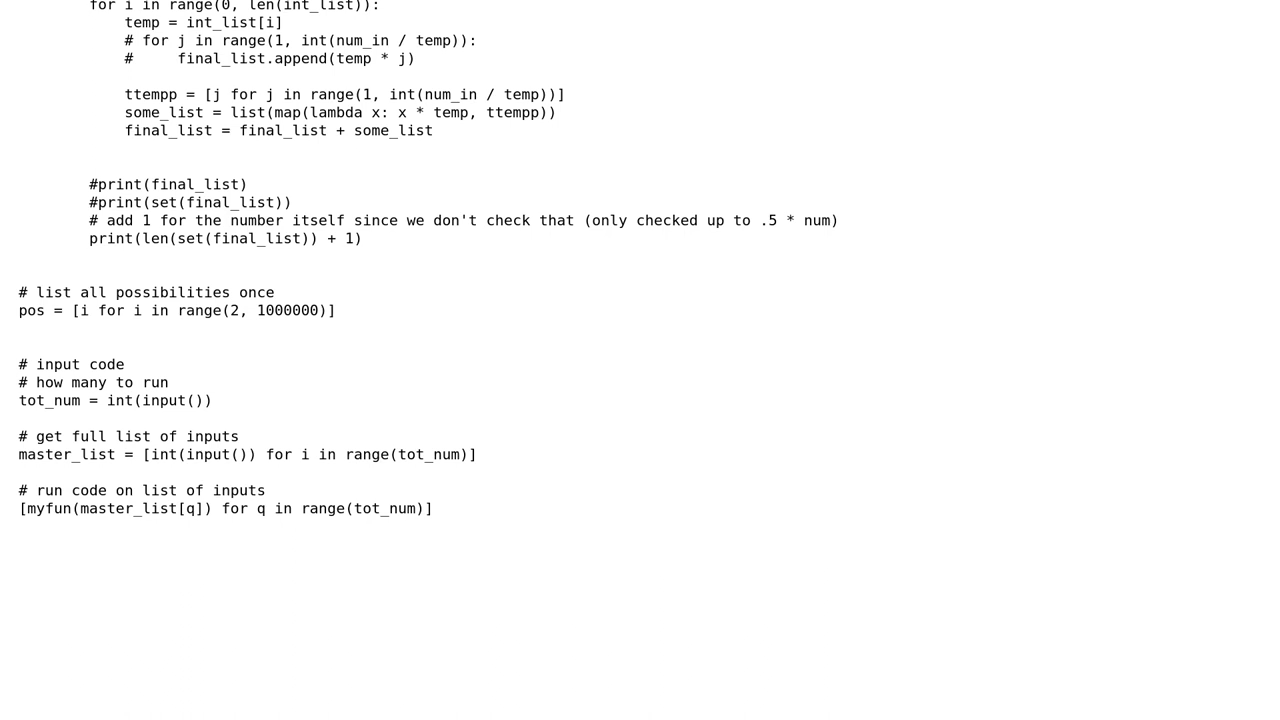 for i in range(0, len(int_list)):
temp = int_list[i]
# for j in range(1, int(num_in / temp)):
#     final_list.append(temp * j)
ttempp = [j for j in range(1, int(num_in / temp))]
some_list = list(map(lambda x: x * temp, ttempp))
final_list = final_list + some_list
#print(final_list)
#print(set(final_list))
# add 1 for the number itself since we don't check that (only checked up to .5 * num)
print(len(set(final_list)) + 1)
# list all possibilities once
pos = [i for i in range(2, 1000000)]
# input code
# how many to run
tot_num = int(input())
# get full list of inputs
master_list = [int(input()) for i in range(tot_num)]
# run code on list of inputs
[myfun(master_list[q]) for q in range(tot_num)]